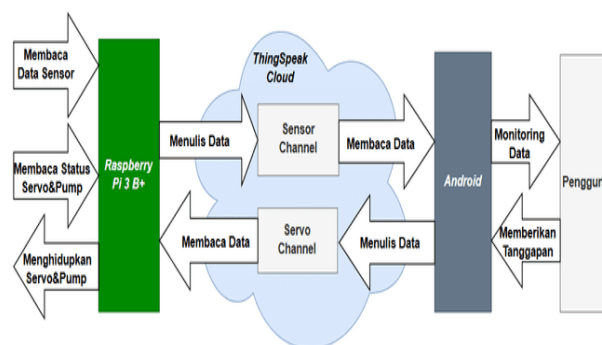 Membaca
Data Sensor
Membaca Status
Servo&Pump
Menghidupkan
Servo&Pump
Raspberry
Pi 3 B+
Menulis Data
Membaca Data
ThingSpeak
Cloud
Sensor
Channel
Servo
Channel
Membaca Data
Menulis Data
Android
Monitoring
Data
Memberikan
Tanggapan